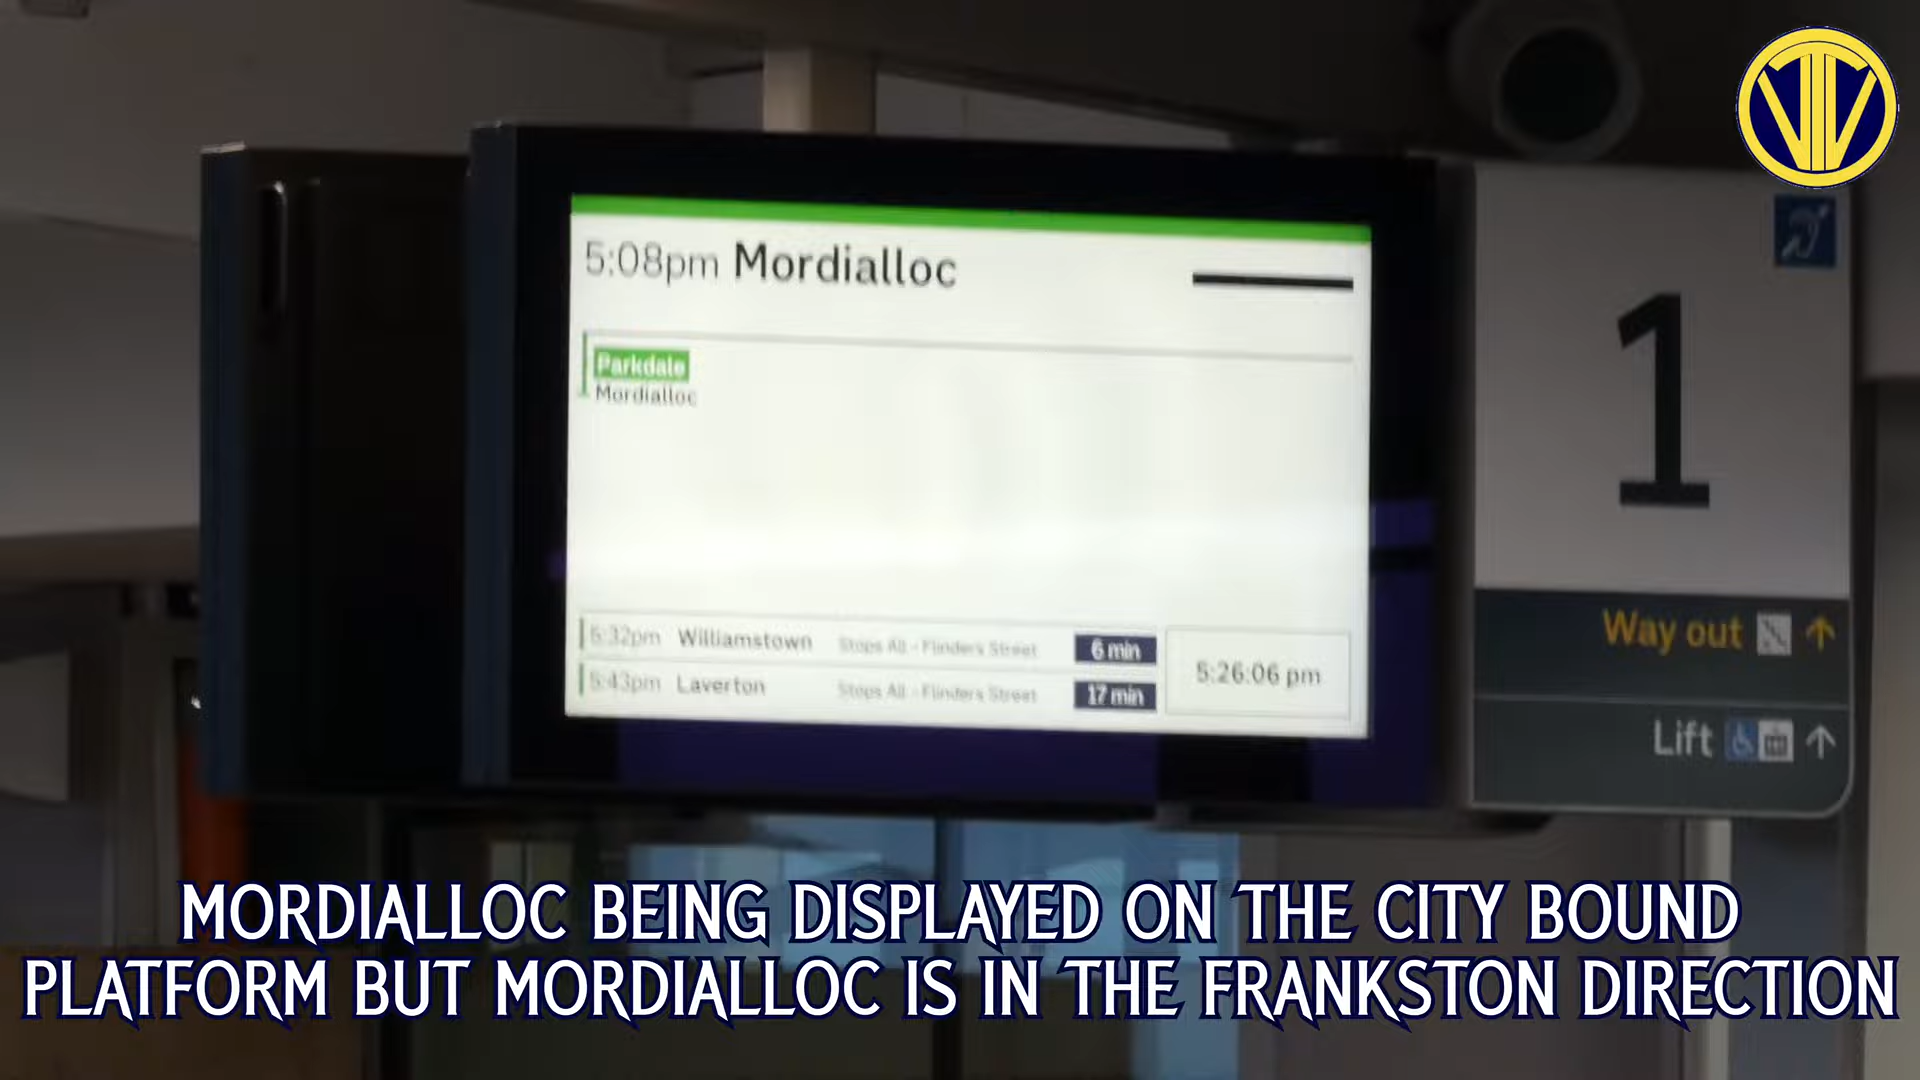 5:08pm Mordialloc
Parkdale
Mordialloc
5:32pm Williamstown Stops All - Flinders Street 6 min
5:43pm Laverton Stops All - Flinders Street 17 min
5:26:06 pm
1
Way out
Lift
MORDIALLOC BEING DISPLAYED ON THE CITY BOUND
PLATFORM BUT MORDIALLOC IS IN THE FRANKSTON DIRECTION